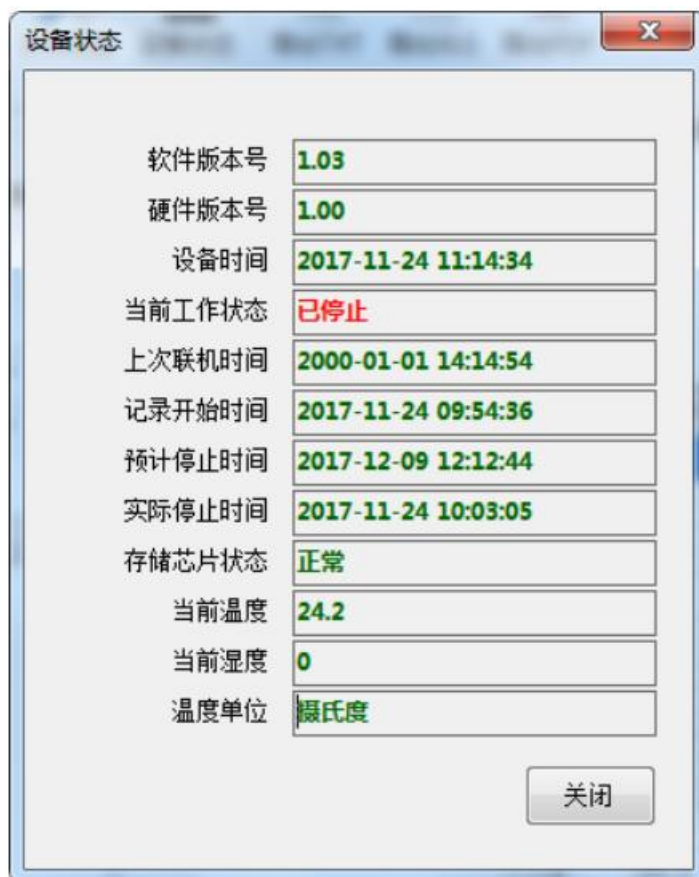 设备状态
软件版本号 1.03
硬件版本号 1.00
设备时间 2017-11-24 11:14:34
当前工作状态 已停止
上次联机时间 2000-01-01 14:14:54
记录开始时间 2017-11-24 09:54:36
预计停止时间 2017-12-09 12:12:44
实际停止时间 2017-11-24 10:03:05
存储芯片状态 正常
当前温度 24.2
当前湿度 0
温度单位 摄氏度
关闭